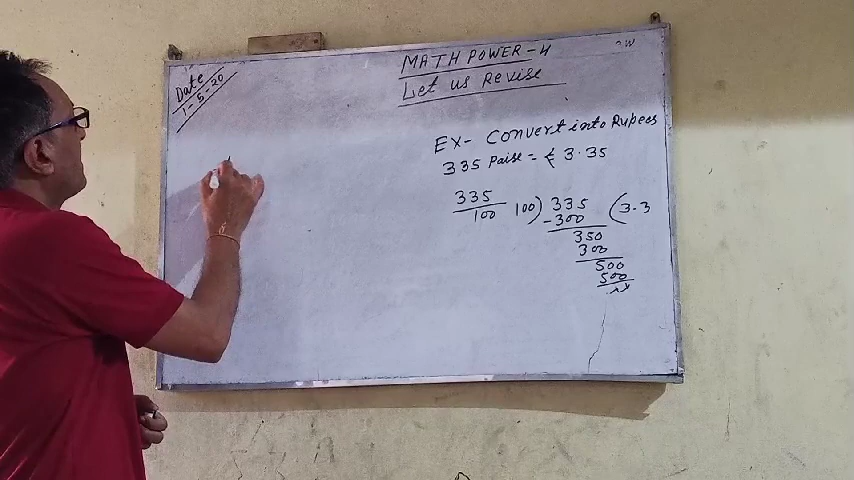 Date
1-5-20
MATH POWER-4
Let us Revise
Ex- Convert into Rupees
335 Paise = ₹ 3.35
335
100
100) 335 (3.3
-300
350
300
500
500